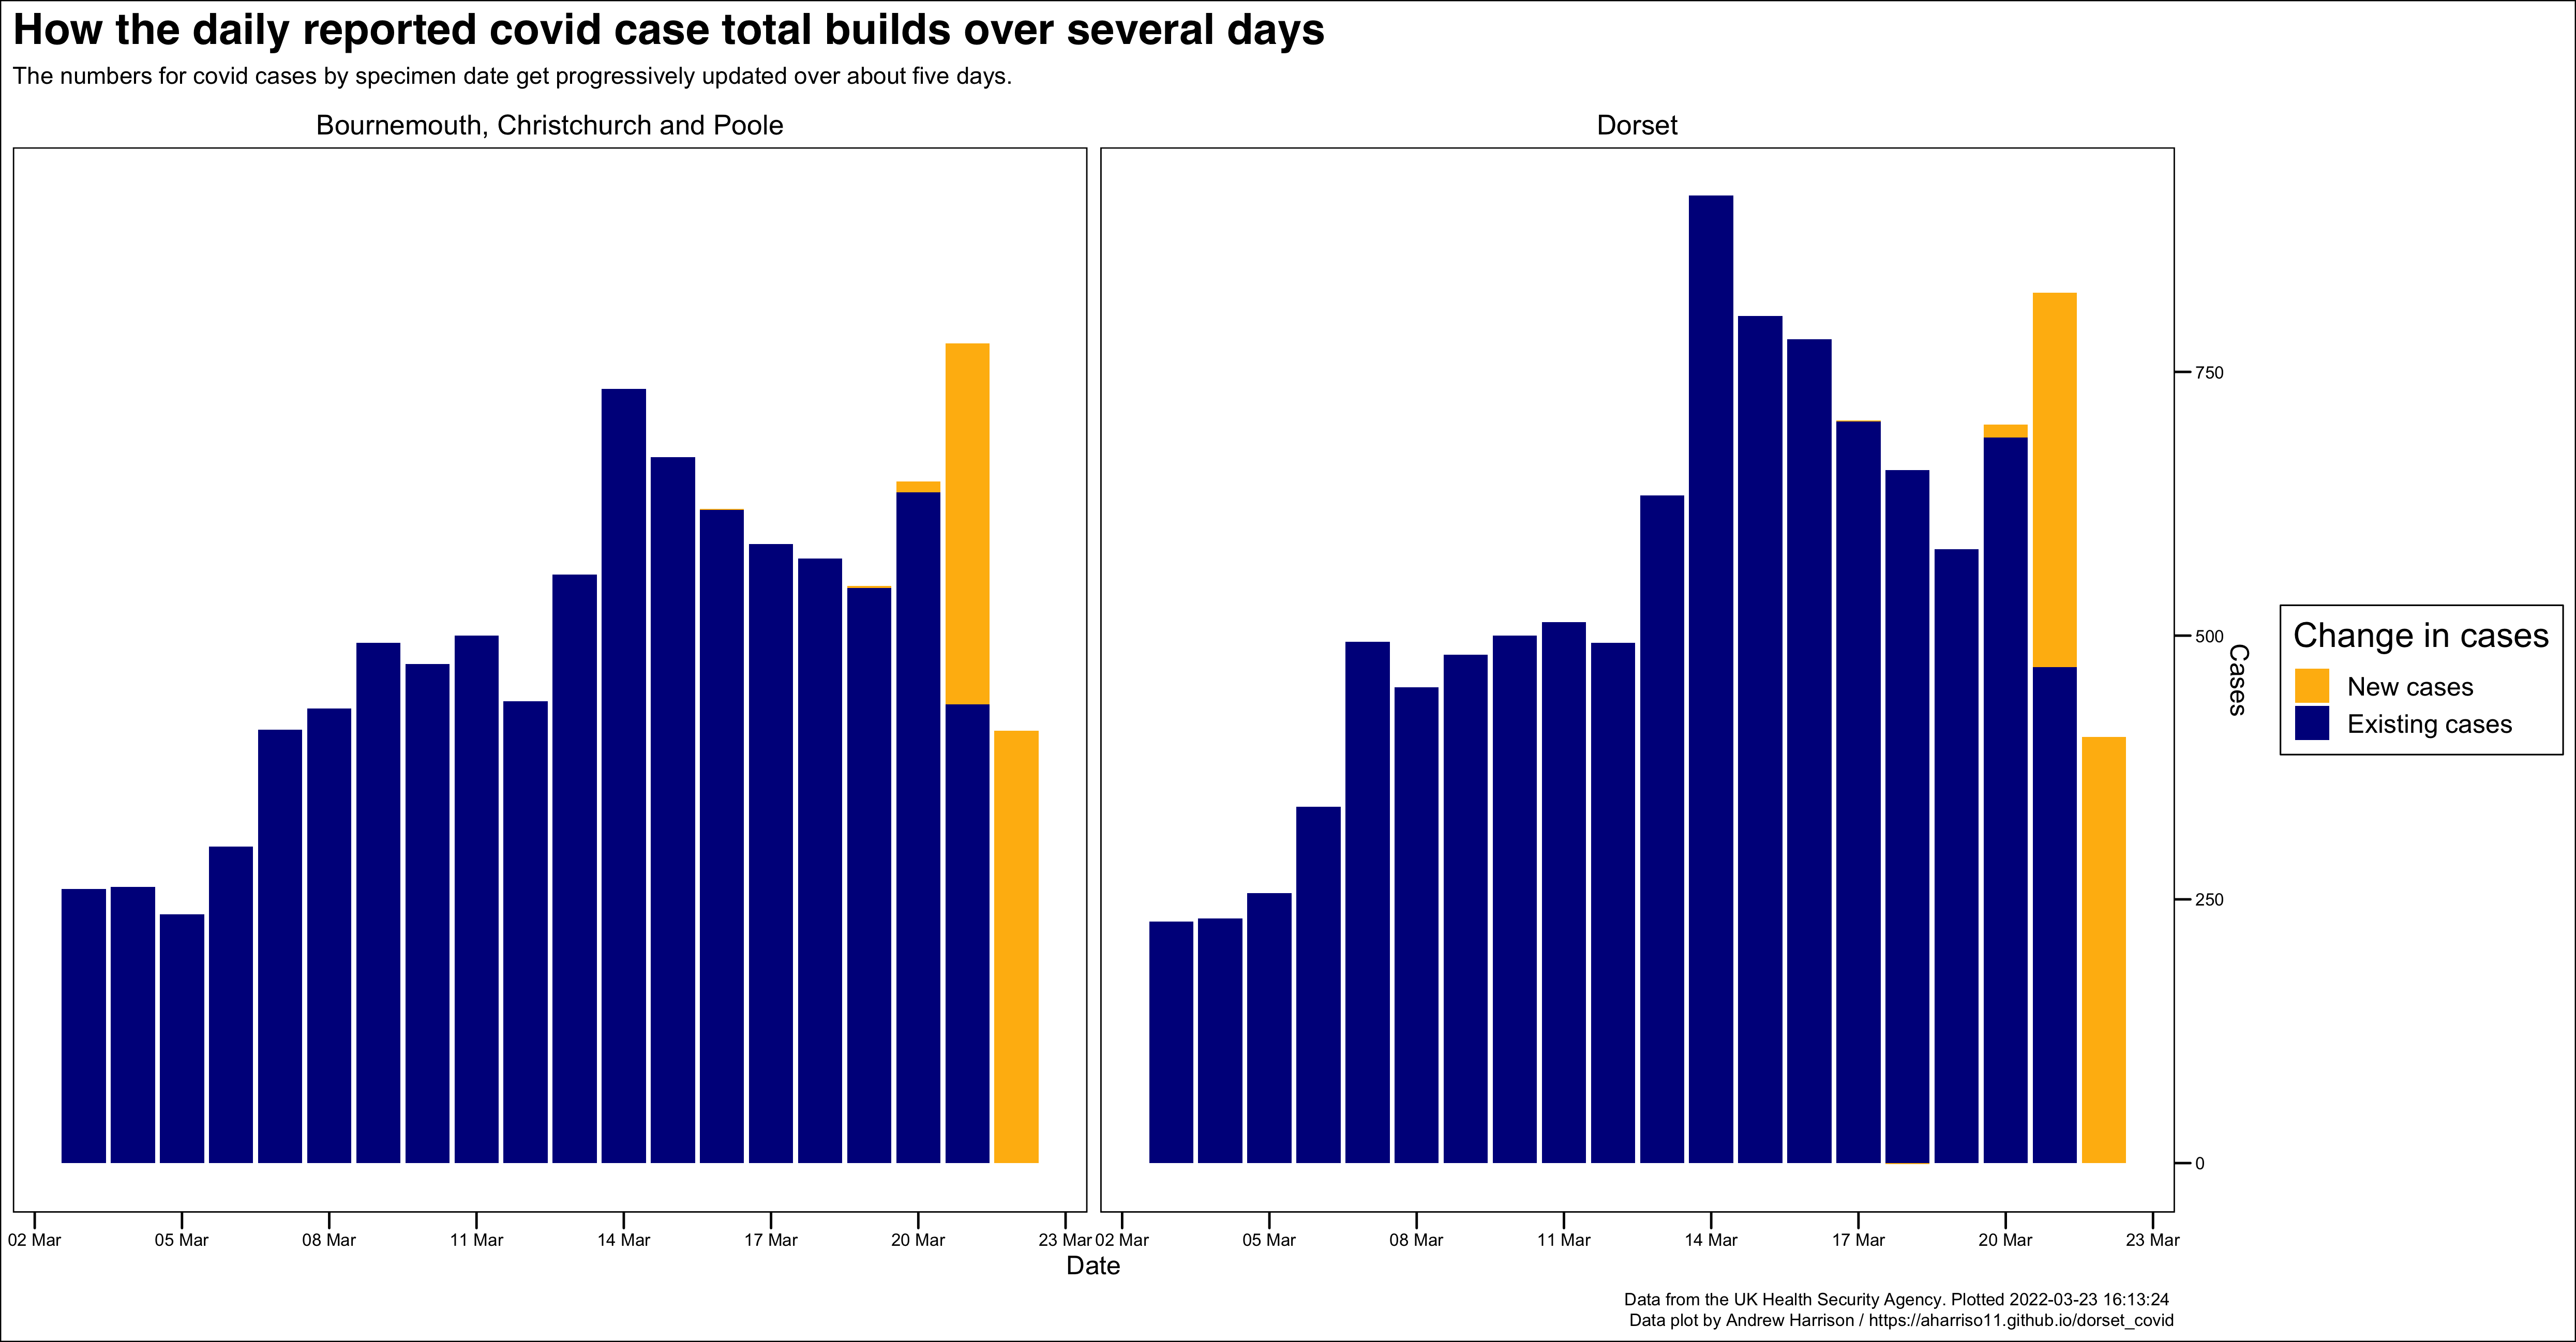 How the daily reported covid case total builds over several days
The numbers for covid cases by specimen date get progressively updated over about five days.
Bournemouth, Christchurch and Poole
Dorset
750
500
250
0
Cases
Change in cases
New cases
Existing cases
02 Mar 05 Mar 08 Mar 11 Mar 14 Mar 17 Mar 20 Mar 23 Mar 02 Mar 05 Mar 08 Mar 11 Mar 14 Mar 17 Mar 20 Mar 23 Mar
Date
Data from the UK Health Security Agency. Plotted 2022-03-23 16:13:24
Data plot by Andrew Harrison / https://aharriso11.github.io/dorset_covid